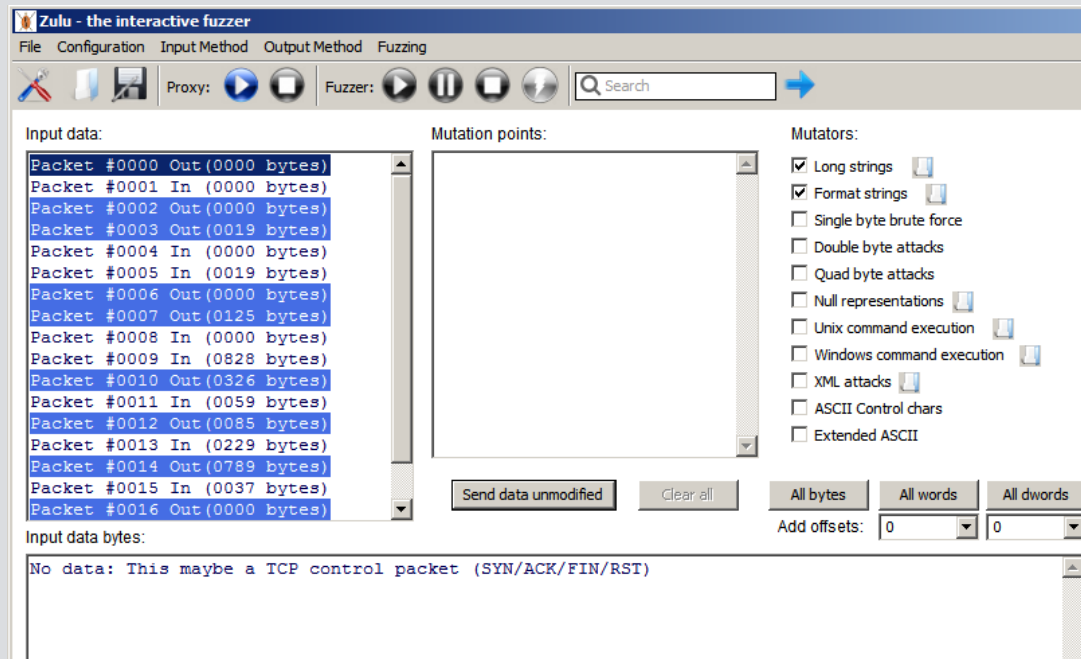 Zulu - the interactive fuzzer
File Configuration Input Method Output Method Fuzzing
Proxy: Fuzzer: Search
Input data:
Packet #0000 Out(0000 bytes)
Packet #0001 In (0000 bytes)
Packet #0002 Out(0000 bytes)
Packet #0003 Out(0019 bytes)
Packet #0004 In (0000 bytes)
Packet #0005 In (0019 bytes)
Packet #0006 Out(0000 bytes)
Packet #0007 Out(0125 bytes)
Packet #0008 In (0000 bytes)
Packet #0009 In (0828 bytes)
Packet #0010 Out(0326 bytes)
Packet #0011 In (0059 bytes)
Packet #0012 Out(0085 bytes)
Packet #0013 In (0229 bytes)
Packet #0014 Out(0789 bytes)
Packet #0015 In (0037 bytes)
Packet #0016 Out(0000 bytes)
Mutation points:
Send data unmodified Clear all
Mutators:
Long strings
Format strings
Single byte brute force
Double byte attacks
Quad byte attacks
Null representations
Unix command execution
Windows command execution
XML attacks
ASCII Control chars
Extended ASCII
All bytes All words All dwords
Add offsets: 0 0
Input data bytes:
No data: This maybe a TCP control packet (SYN/ACK/FIN/RST)